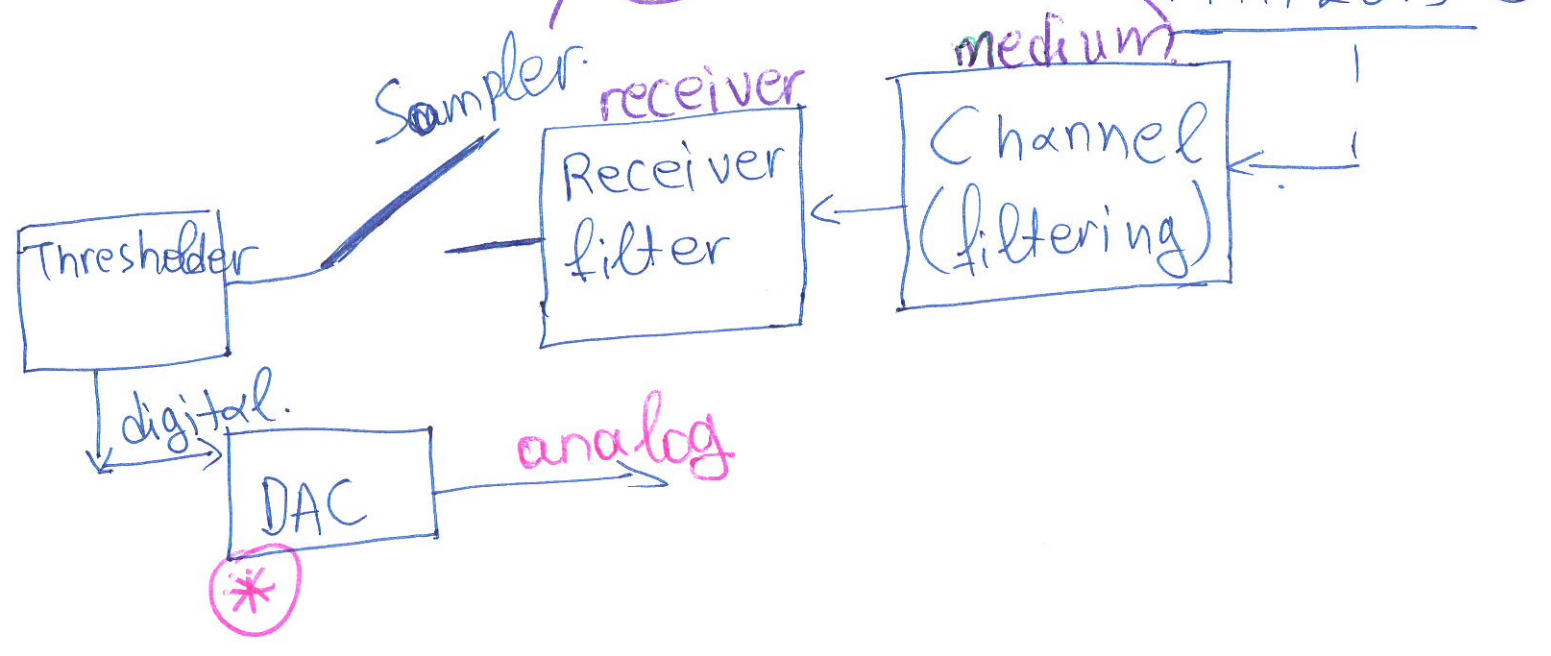 medium
Sampler.
receiver
Channel
(filtering)
Receiver
filter
Thresholder
digital.
analog
DAC